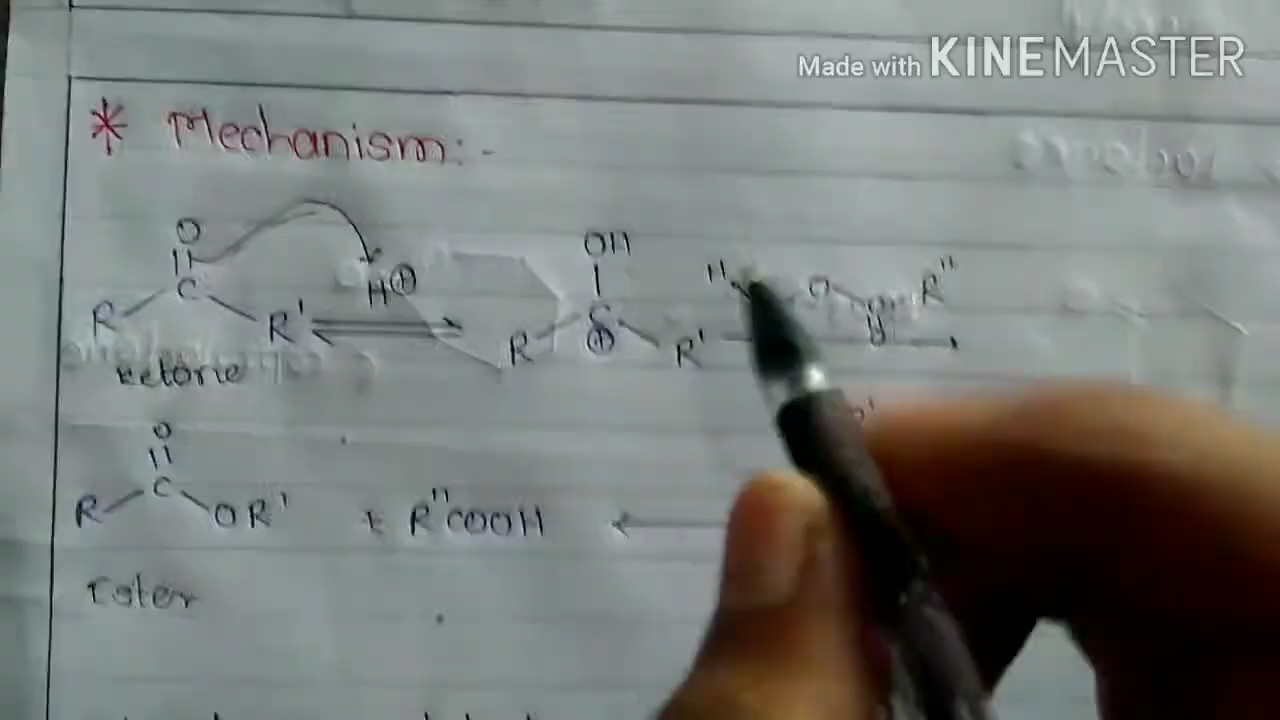 Made with KINEMASTER
* Mechanism:-
O OH
H O R"
C H⊕
R R' R C R'
⊕
ketone
O
C
R OR' + R"COOH
Ester